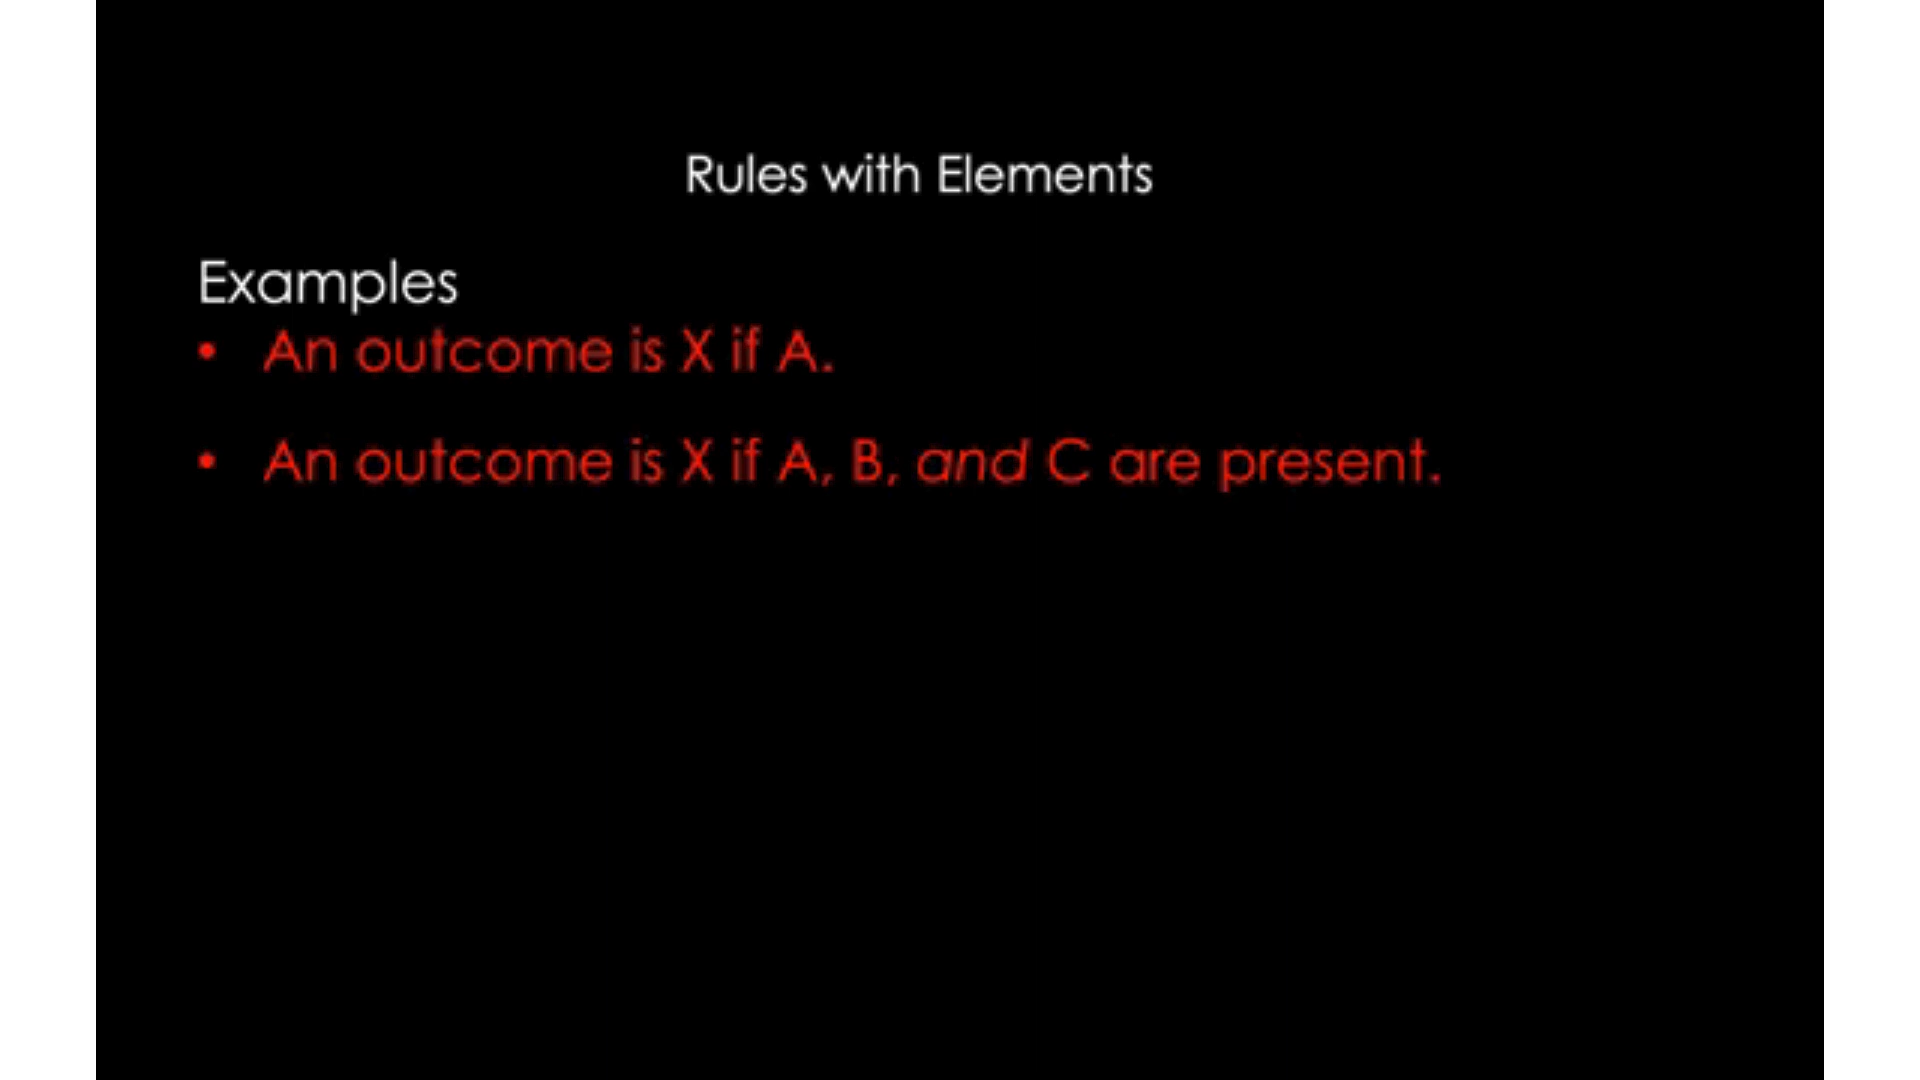 Rules with Elements
Examples
• An outcome is X if A.
• An outcome is X if A, B, and C are present.